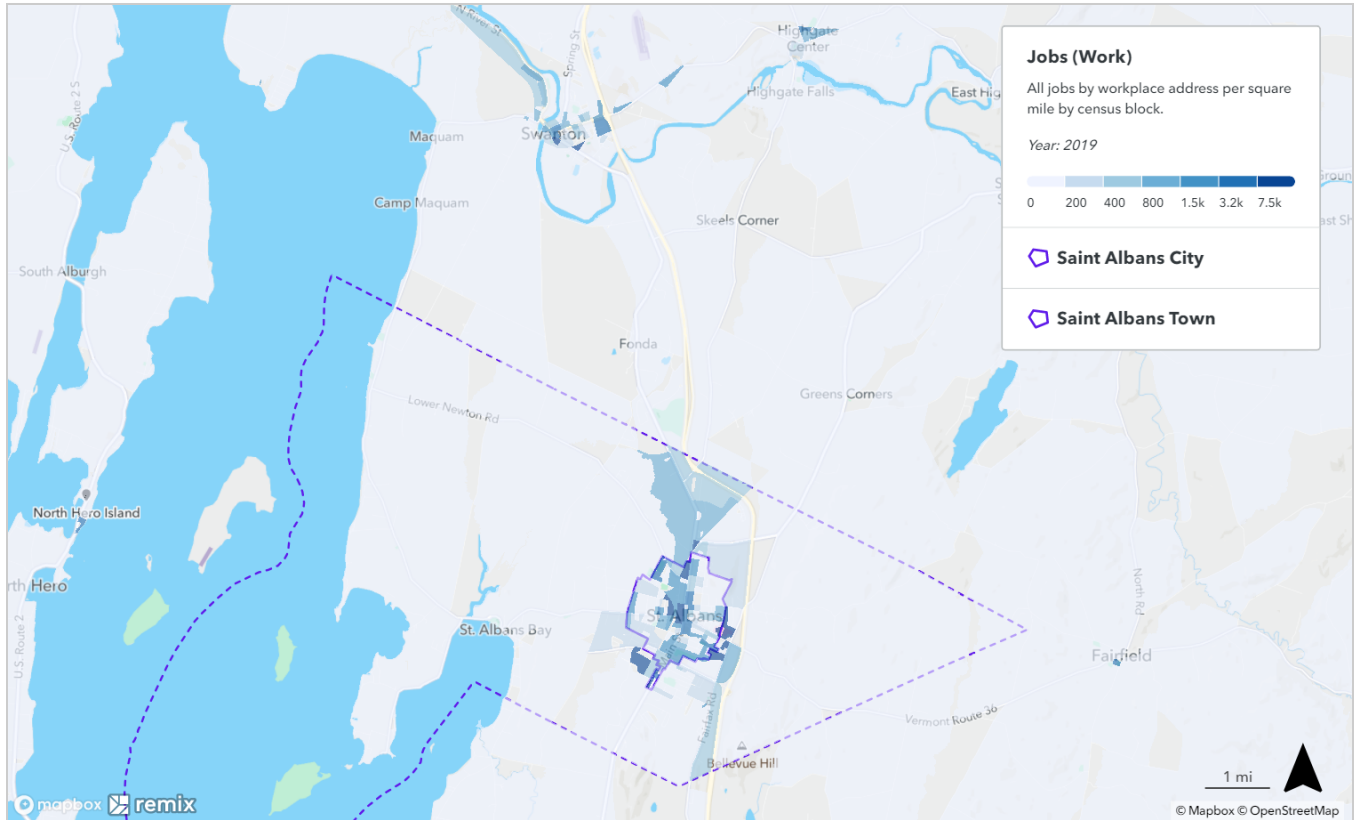 N River St
Spring St.
Highgate
Center
Jobs (Work)
All jobs by workplace address per square
mile by census block.
Year: 2019
0 200 400 800 1.5k 3.2k 7.5k
Saint Albans City
Saint Albans Town
U.S. Route 2 S
Highgate Falls
East Hig
Maquam
Swanton
Camp Maquam
Skeels Corner
South Alburgh
Fonda
Greens Corners
Lower Newton Rd
North Hero Island
rth Hero
St. Albans Bay
St. Albans
North Rd
Fairfield
U.S. Route 2
Fairfax Rd
Vermont Route 36
Bellevue Hill
1 mi
mapbox remix
© Mapbox © OpenStreetMap